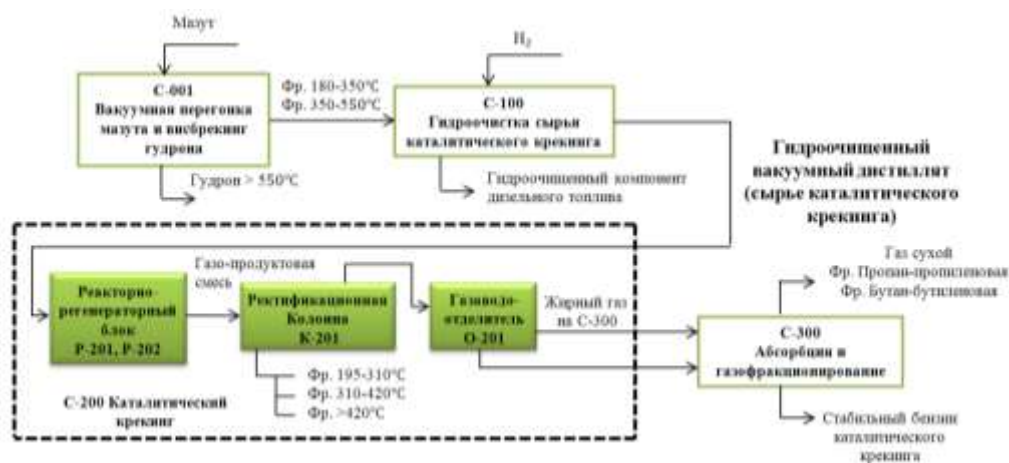 Мазут
H₂
С-001
Вакуумная перегонка
мазута и висбрекинг
гудрона
Фр. 180-350°С
Фр. 350-550°С
С-100
Гидроочистка сырья
каталитического крекинга
Гудрон > 550°С
Гидроочищенный компонент
дизельного топлива
Гидроочищенный
вакуумный дистиллят
(сырье каталитического
крекинга)
Газо-продуктовая
смесь
Реакторно-
регенераторный
блок
Р-201, Р-202
Ректификационная
Колонна
К-201
Газоводо-
отделитель
О-201
Жирный газ
на С-300
Газ сухой
Фр. Пропан-пропиленовая
Фр. Бутан-бутиленовая
С-300
Абсорбция и
газофракционирование
Фр. 195-310°С
Фр. 310-420°С
Фр. >420°С
С-200 Каталитический
крекинг
Стабильный бензин
каталитического
крекинга